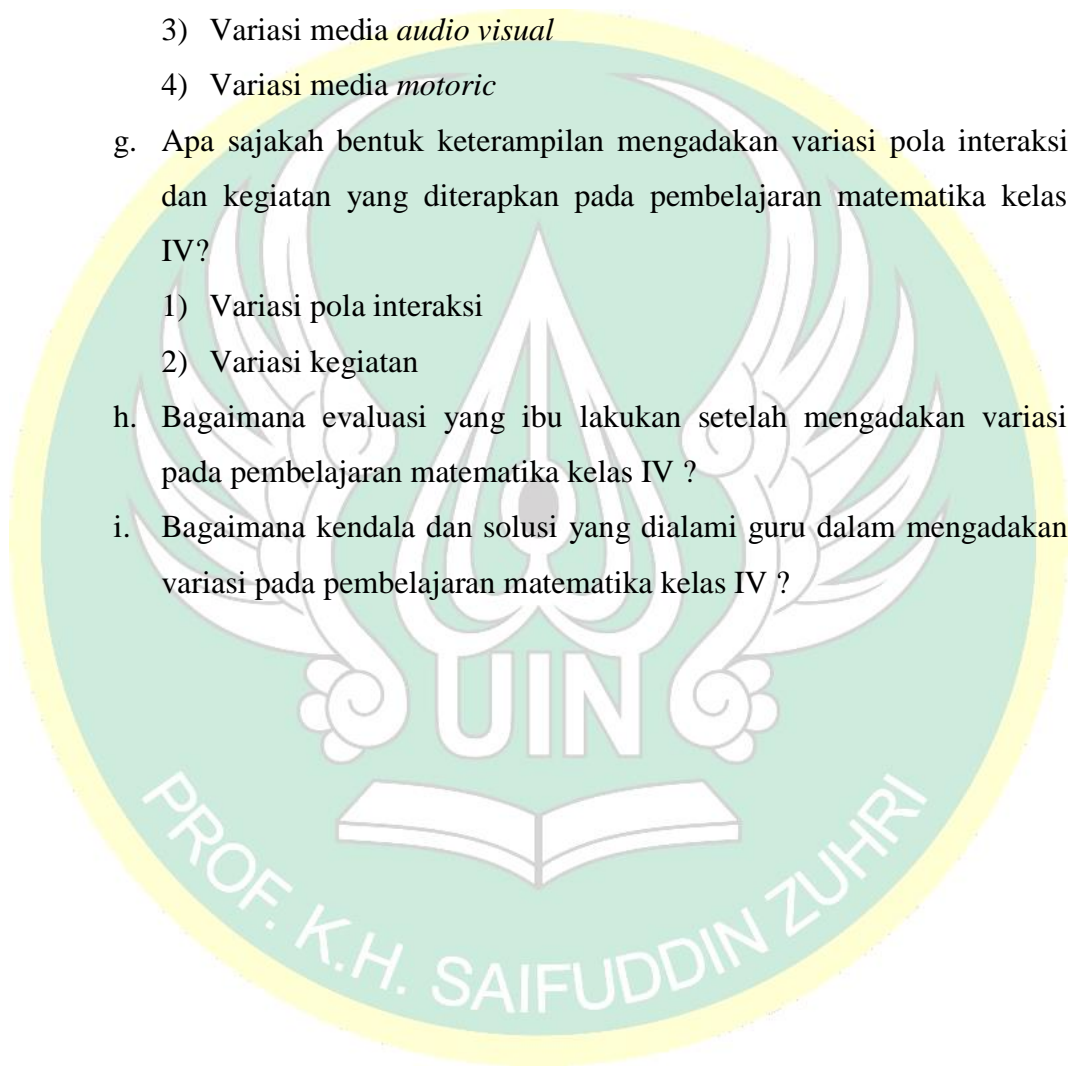 3) Variasi media audio visual
4) Variasi media motoric
g. Apa sajakah bentuk keterampilan mengadakan variasi pola interaksi
dan kegiatan yang diterapkan pada pembelajaran matematika kelas
IV?
1) Variasi pola interaksi
2) Variasi kegiatan
h. Bagaimana evaluasi yang ibu lakukan setelah mengadakan variasi
pada pembelajaran matematika kelas IV ?
i. Bagaimana kendala dan solusi yang dialami guru dalam mengadakan
variasi pada pembelajaran matematika kelas IV ?
UIN
PROF. K.H. SAIFUDDIN ZUHRI